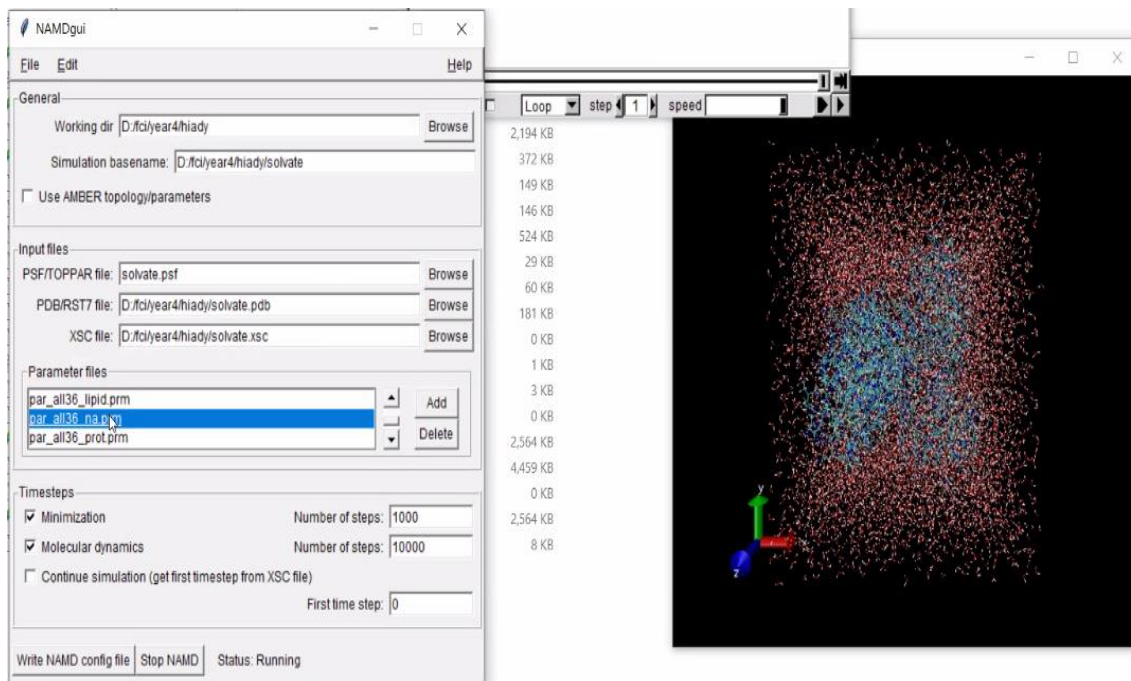 NAMDgui
File Edit Help
General
Working dir D:/fci/year4/hiady Browse
Simulation basename: D:/fci/year4/hiady/solvate
Use AMBER topology/parameters
Input files
PSF/TOPPAR file: solvate.psf Browse
PDB/RST7 file: D:/fci/year4/hiady/solvate.pdb Browse
XSC file: D:/fci/year4/hiady/solvate.xsc Browse
Parameter files
par_all36_lipid.prm
par_all36_na.prm
par_all36_prot.prm
Add
Delete
Timesteps
Minimization Number of steps: 1000
Molecular dynamics Number of steps: 10000
Continue simulation (get first timestep from XSC file)
First time step: 0
Write NAMD config file Stop NAMD Status: Running
Loop step 1 speed
2,194 KB
372 KB
149 KB
146 KB
524 KB
29 KB
60 KB
181 KB
0 KB
1 KB
3 KB
0 KB
2,564 KB
4,459 KB
0 KB
2,564 KB
8 KB
y
z